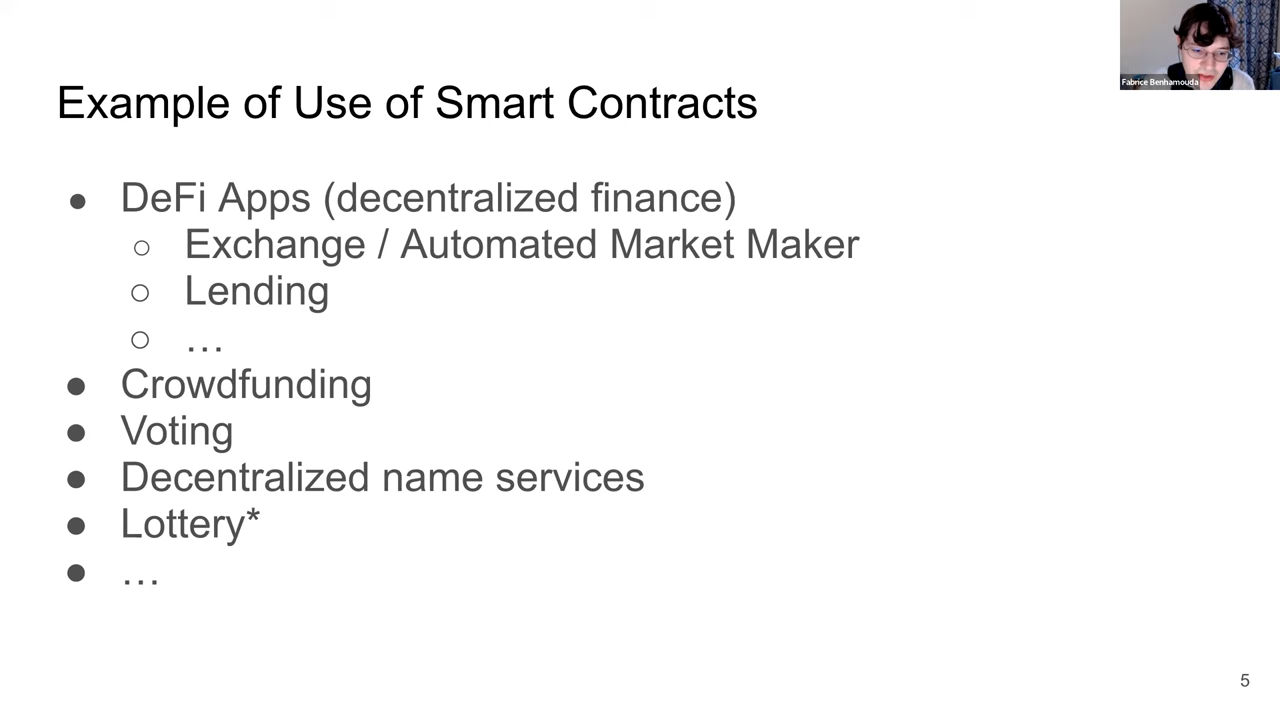 Fabrice Benhamouda
Example of Use of Smart Contracts
● DeFi Apps (decentralized finance)
○ Exchange / Automated Market Maker
○ Lending
○ …
● Crowdfunding
● Voting
● Decentralized name services
● Lottery*
● …
5